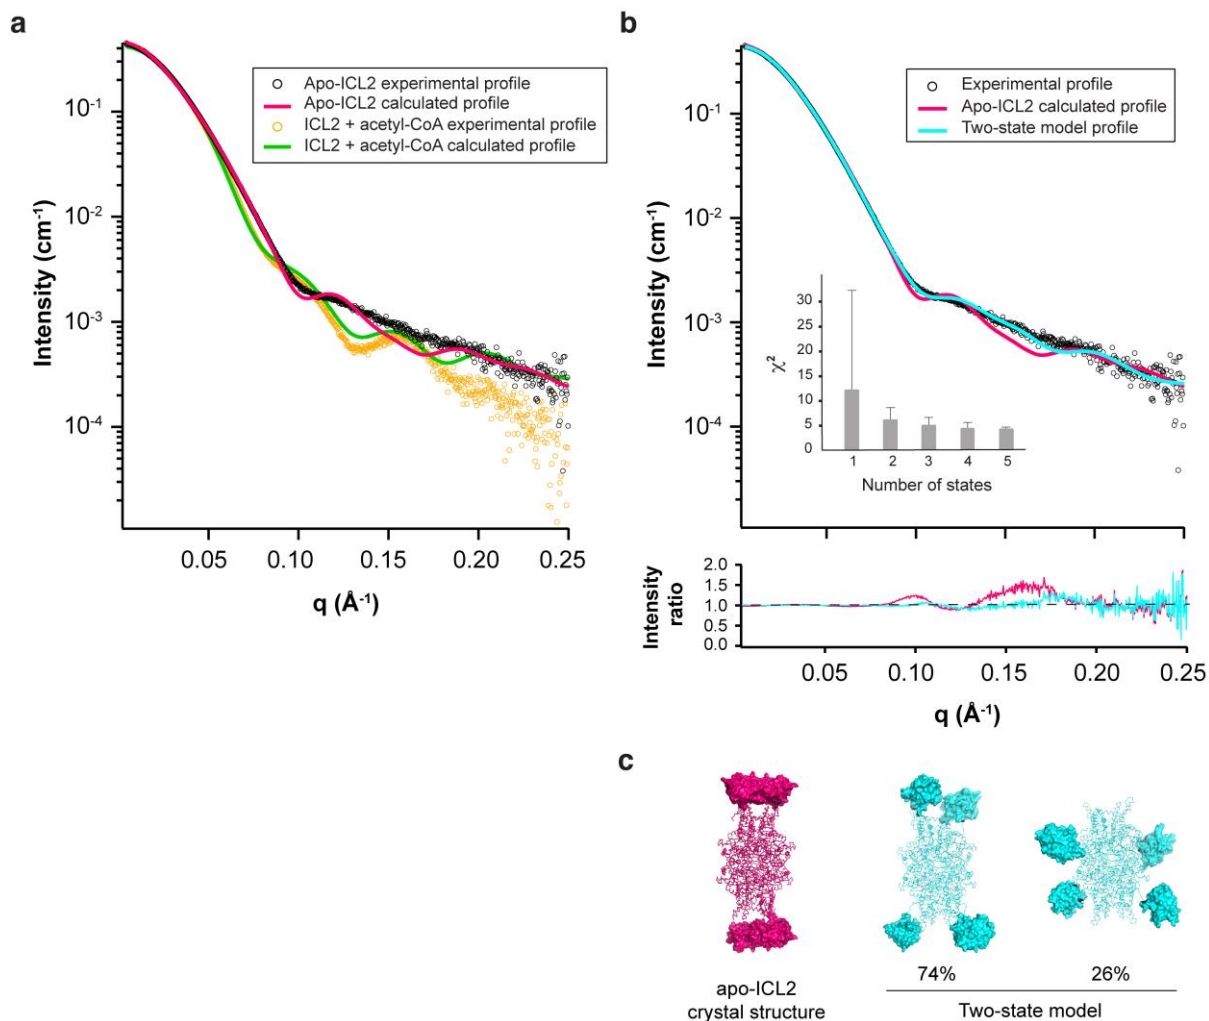 a
Apo-ICL2 experimental profile
Apo-ICL2 calculated profile
ICL2 + acetyl-CoA experimental profile
ICL2 + acetyl-CoA calculated profile
Intensity (cm⁻¹)
10⁻¹
10⁻²
10⁻³
10⁻⁴
0.05 0.10 0.15 0.20 0.25
q (Å⁻¹)
b
Experimental profile
Apo-ICL2 calculated profile
Two-state model profile
Intensity (cm⁻¹)
10⁻¹
10⁻²
10⁻³
10⁻⁴
χ²
30
25
20
15
10
5
0
1 2 3 4 5
Number of states
Intensity
ratio
2.0
1.5
1.0
0.5
0.0
0.05 0.10 0.15 0.20 0.25
q (Å⁻¹)
c
74% 26%
apo-ICL2
crystal structure
Two-state model